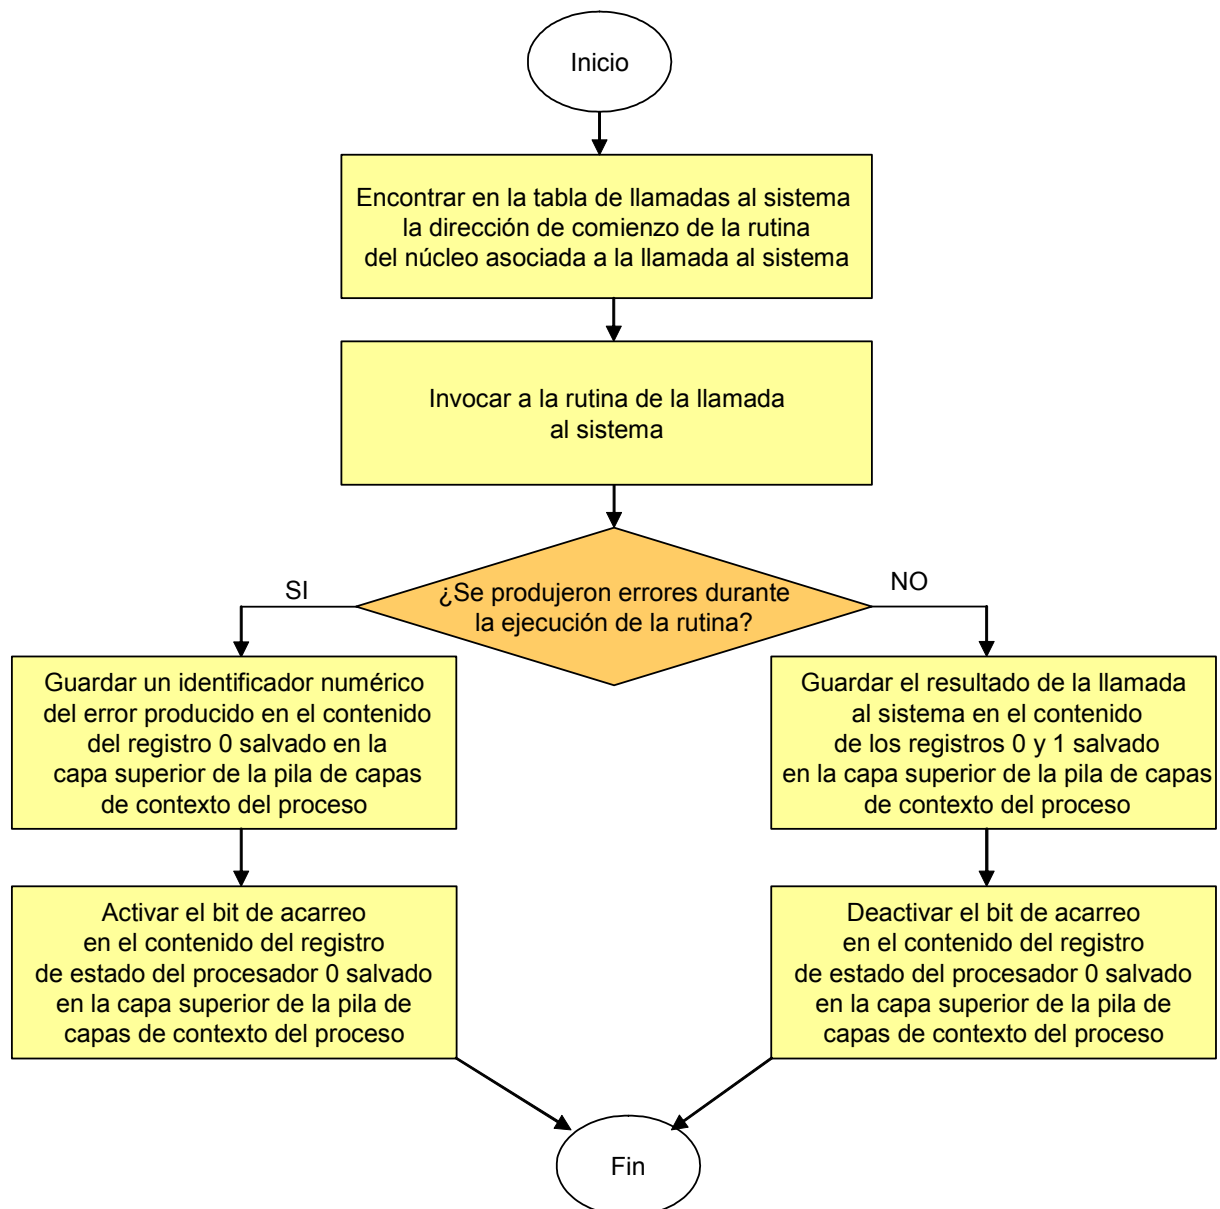 Inicio
Encontrar en la tabla de llamadas al sistema
la dirección de comienzo de la rutina
del núcleo asociada a la llamada al sistema
Invocar a la rutina de la llamada
al sistema
¿Se produjeron errores durante
la ejecución de la rutina?
SI
NO
Guardar un identificador numérico
del error producido en el contenido
del registro 0 salvado en la
capa superior de la pila de capas
de contexto del proceso
Guardar el resultado de la llamada
al sistema en el contenido
de los registros 0 y 1 salvado
en la capa superior de la pila de capas
de contexto del proceso
Activar el bit de acarreo
en el contenido del registro
de estado del procesador 0 salvado
en la capa superior de la pila de
capas de contexto del proceso
Deactivar el bit de acarreo
en el contenido del registro
de estado del procesador 0 salvado
en la capa superior de la pila de
capas de contexto del proceso
Fin